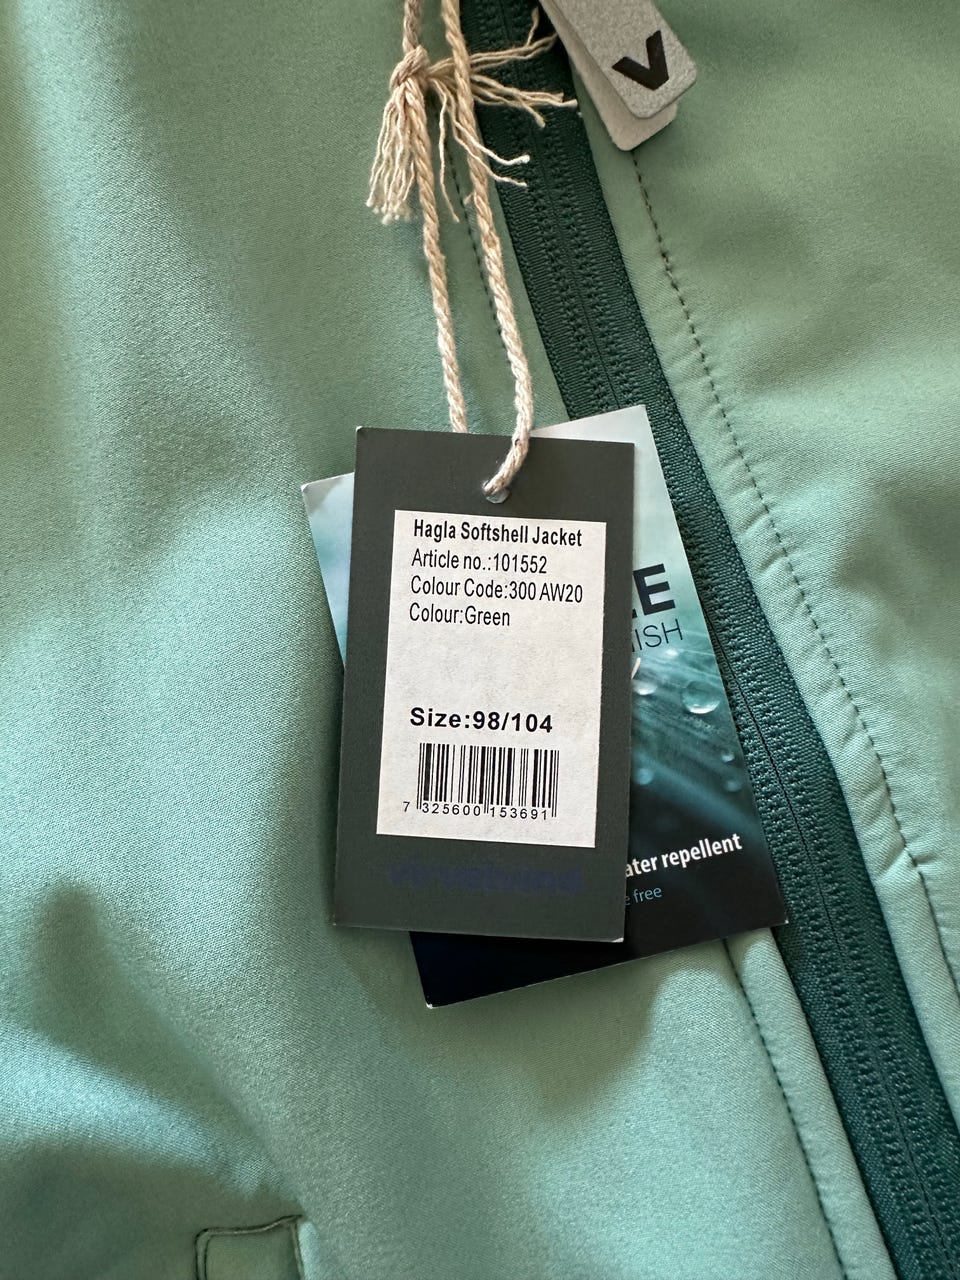 V
Hagla Softshell Jacket
Article no.:101552
Colour Code:300 AW20
Colour:Green
Size:98/104
7 325600 153691
ISH
repellent
free